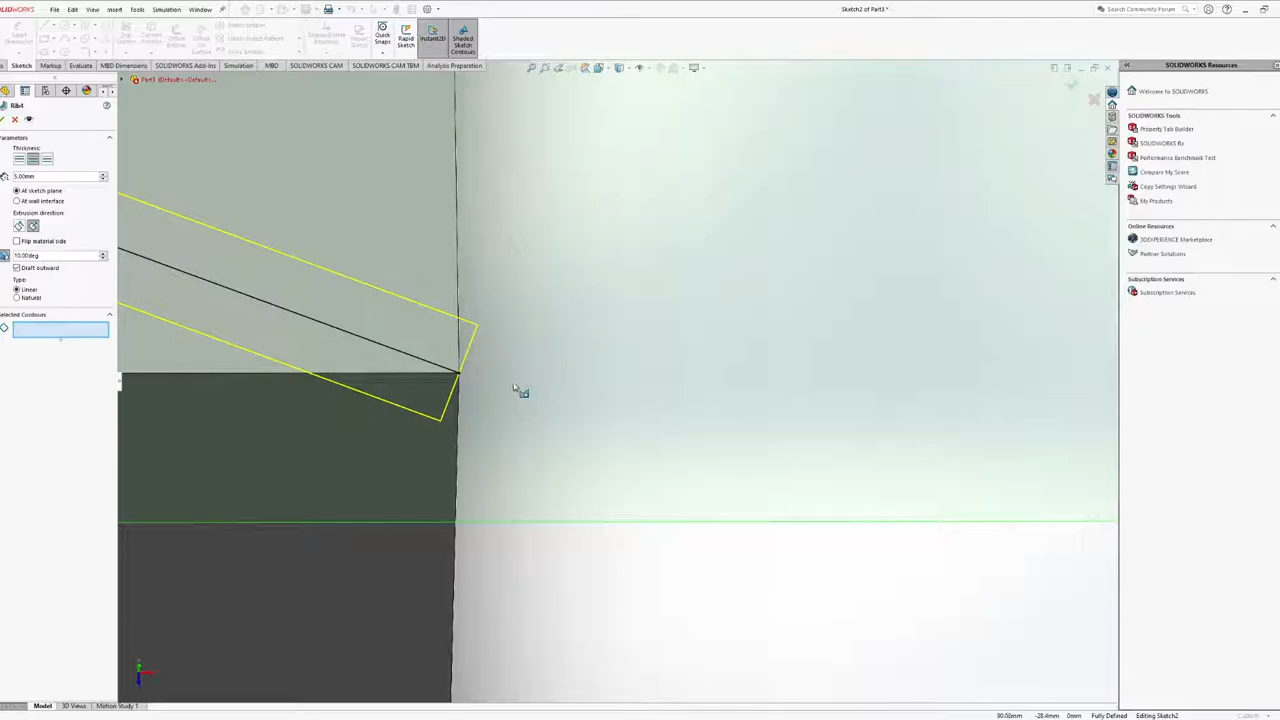 SOLIDWORKS
File
Edit
View
Insert
Tools
Simulation
Window
Sketch2 of Part3 *
Search Community Forum
Quick
Snaps
Rapid
Sketch
Instant2D
Shaded
Sketch
Contours
Sketch
Markup
Evaluate
MBD Dimensions
SOLIDWORKS Add-Ins
Simulation
MBD
SOLIDWORKS CAM
SOLIDWORKS CAM TBM
Analysis Preparation
Part3 (Default<<Default>...
SOLIDWORKS Resources
Rib4
Parameters
Thickness:
5.00mm
At sketch plane
At wall interface
Extrusion direction:
Flip material side
10.00deg
Draft outward
Type:
Linear
Natural
Selected Contours
Welcome to SOLIDWORKS
SOLIDWORKS Tools
Property Tab Builder
SOLIDWORKS Rx
Performance Benchmark Test
Compare My Score
Copy Settings Wizard
My Products
Online Resources
3DEXPERIENCE Marketplace
Partner Solutions
Subscription Services
Subscription Services
Model
3D Views
Motion Study 1
90.03mm
-28.4mm
0mm
Fully Defined
Editing Sketch2
Custom